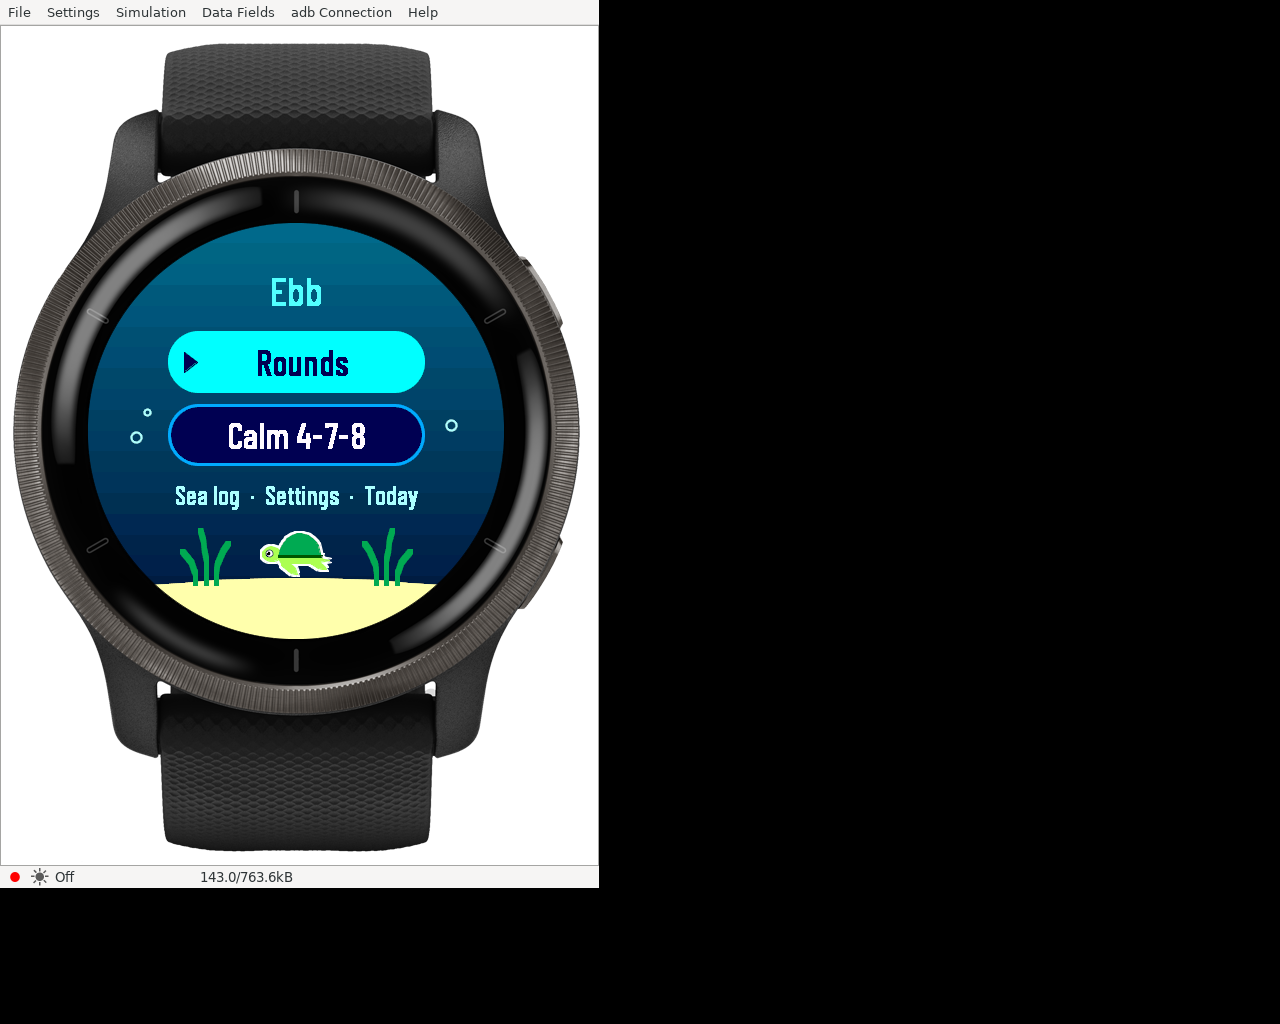 File Settings Simulation Data Fields adb Connection Help
Ebb
Rounds
Calm 4-7-8
Sea log · Settings · Today
Off 143.0/763.6kB